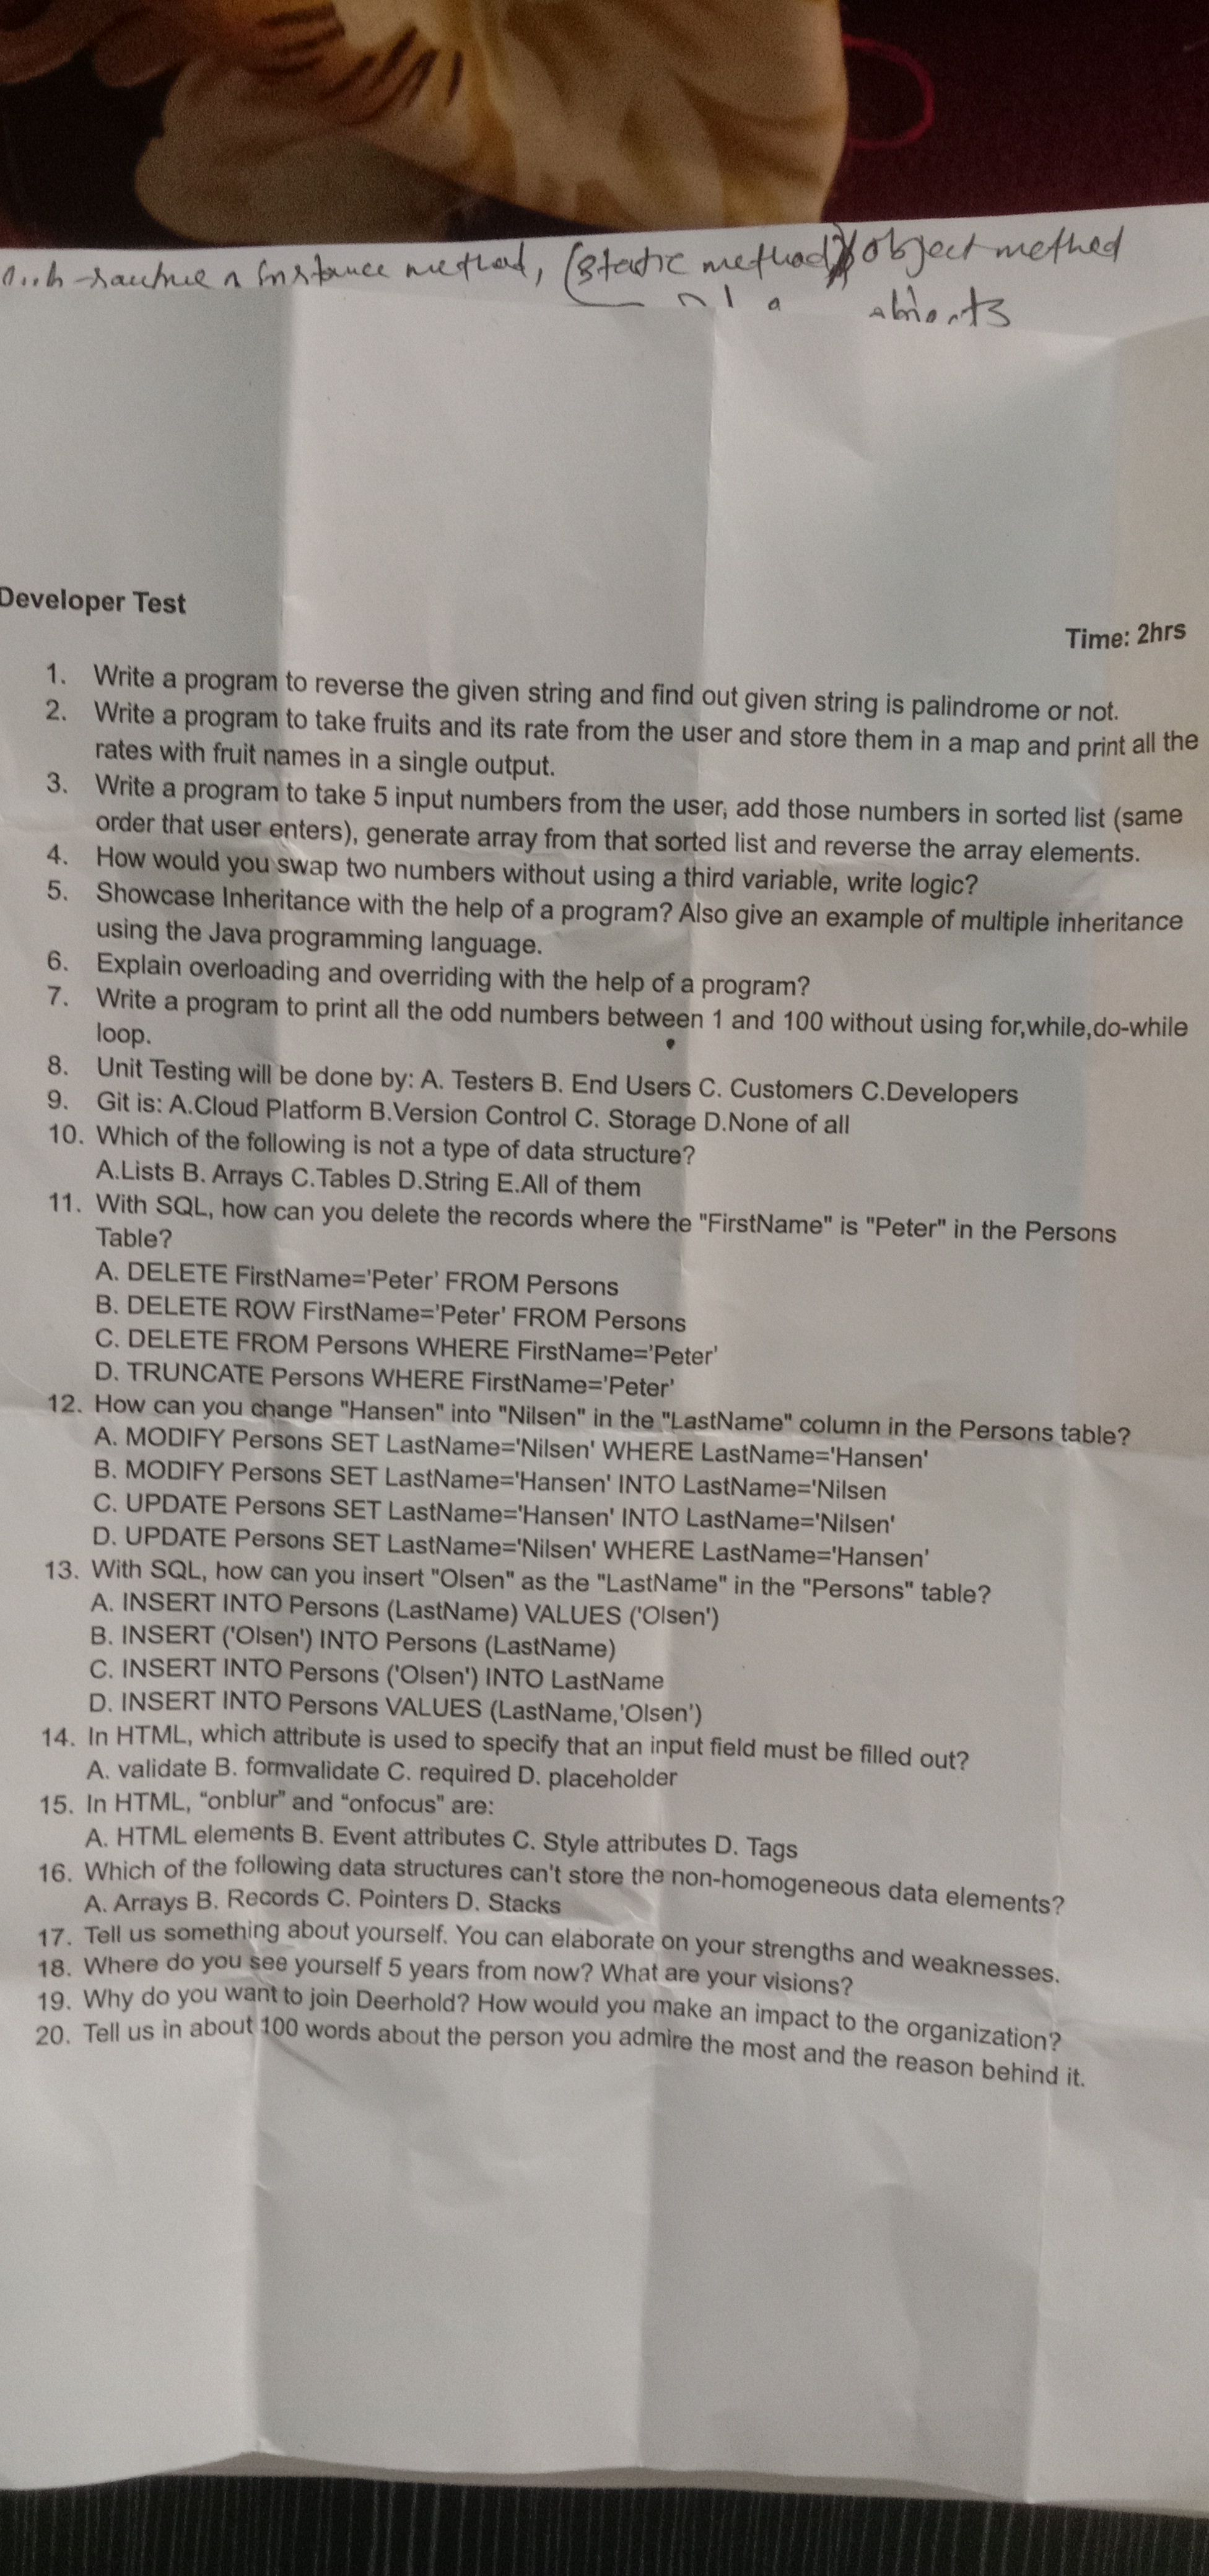 Instance method, (static method) object method
Developer Test
Time: 2hrs
1. Write a program to reverse the given string and find out given string is palindrome or not.
2. Write a program to take fruits and its rate from the user and store them in a map and print all the
rates with fruit names in a single output.
3. Write a program to take 5 input numbers from the user, add those numbers in sorted list (same
order that user enters), generate array from that sorted list and reverse the array elements.
4. How would you swap two numbers without using a third variable, write logic?
5. Showcase Inheritance with the help of a program? Also give an example of multiple inheritance
using the Java programming language.
6. Explain overloading and overriding with the help of a program?
7. Write a program to print all the odd numbers between 1 and 100 without using for,while,do-while
loop.
8. Unit Testing will be done by: A. Testers B. End Users C. Customers C.Developers
9. Git is: A.Cloud Platform B.Version Control C. Storage D.None of all
10. Which of the following is not a type of data structure?
A.Lists B. Arrays C.Tables D.String E.All of them
11. With SQL, how can you delete the records where the "FirstName" is "Peter" in the Persons
Table?
A. DELETE FirstName='Peter' FROM Persons
B. DELETE ROW FirstName='Peter' FROM Persons
C. DELETE FROM Persons WHERE FirstName='Peter'
D. TRUNCATE Persons WHERE FirstName='Peter'
12. How can you change "Hansen" into "Nilsen" in the "LastName" column in the Persons table?
A. MODIFY Persons SET LastName='Nilsen' WHERE LastName='Hansen'
B. MODIFY Persons SET LastName='Hansen' INTO LastName='Nilsen
C. UPDATE Persons SET LastName='Hansen' INTO LastName='Nilsen'
D. UPDATE Persons SET LastName='Nilsen' WHERE LastName='Hansen'
13. With SQL, how can you insert "Olsen" as the "LastName" in the "Persons" table?
A. INSERT INTO Persons (LastName) VALUES ('Olsen')
B. INSERT ('Olsen') INTO Persons (LastName)
C. INSERT INTO Persons ('Olsen') INTO LastName
D. INSERT INTO Persons VALUES (LastName,'Olsen')
14. In HTML, which attribute is used to specify that an input field must be filled out?
A. validate B. formvalidate C. required D. placeholder
15. In HTML, “onblur” and “onfocus” are:
A. HTML elements B. Event attributes C. Style attributes D. Tags
16. Which of the following data structures can't store the non-homogeneous data elements?
A. Arrays B. Records C. Pointers D. Stacks
17. Tell us something about yourself. You can elaborate on your strengths and weaknesses.
18. Where do you see yourself 5 years from now? What are your visions?
19. Why do you want to join Deerhold? How would you make an impact to the organization?
20. Tell us in about 100 words about the person you admire the most and the reason behind it.